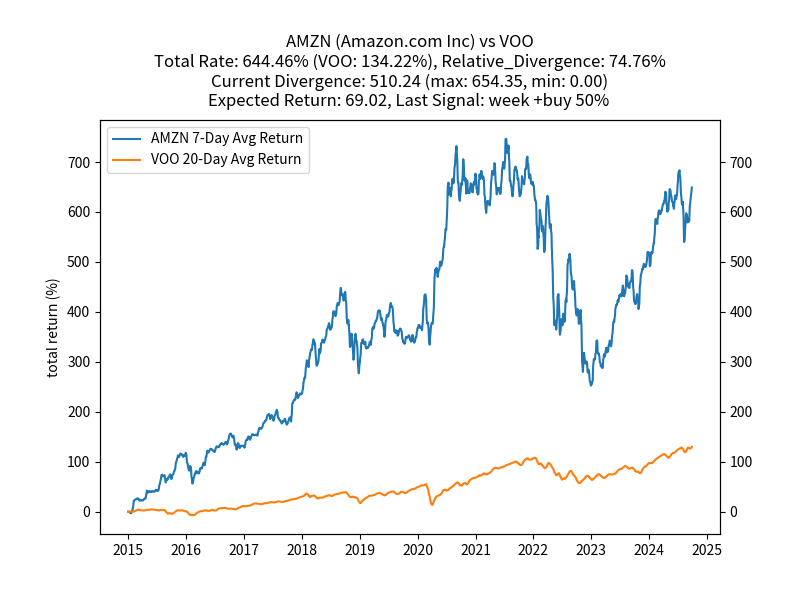 AMZN (Amazon.com Inc) vs VOO
Total Rate: 644.46% (VOO: 134.22%), Relative_Divergence: 74.76%
Current Divergence: 510.24 (max: 654.35, min: 0.00)
Expected Return: 69.02, Last Signal: week +buy 50%
AMZN 7-Day Avg Return
VOO 20-Day Avg Return
total return (%)
700 700
600 600
500 500
400 400
300 300
200 200
100 100
0 0
2015 2016 2017 2018 2019 2020 2021 2022 2023 2024 2025